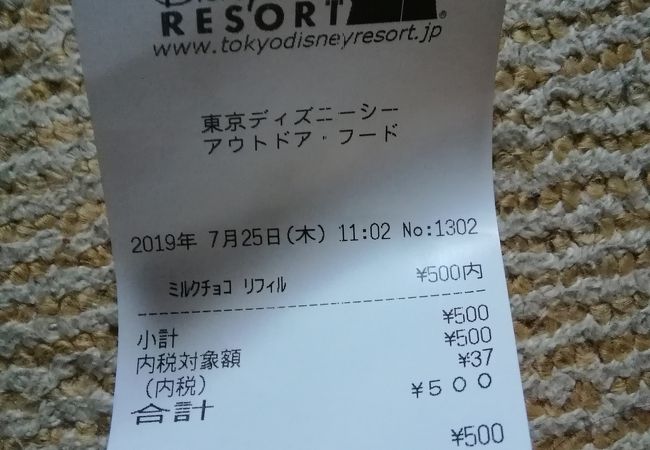 RESORT®
www.tokyodisneyresort.jp
東京ディズニーシー
アウトドア・フード
2019年 7月25日(木) 11:02 No:1302
ミルクチョコ リフィル ¥500内
小計 ¥500
内税対象額 ¥500
(内税) ¥37
合計 ¥500
¥500